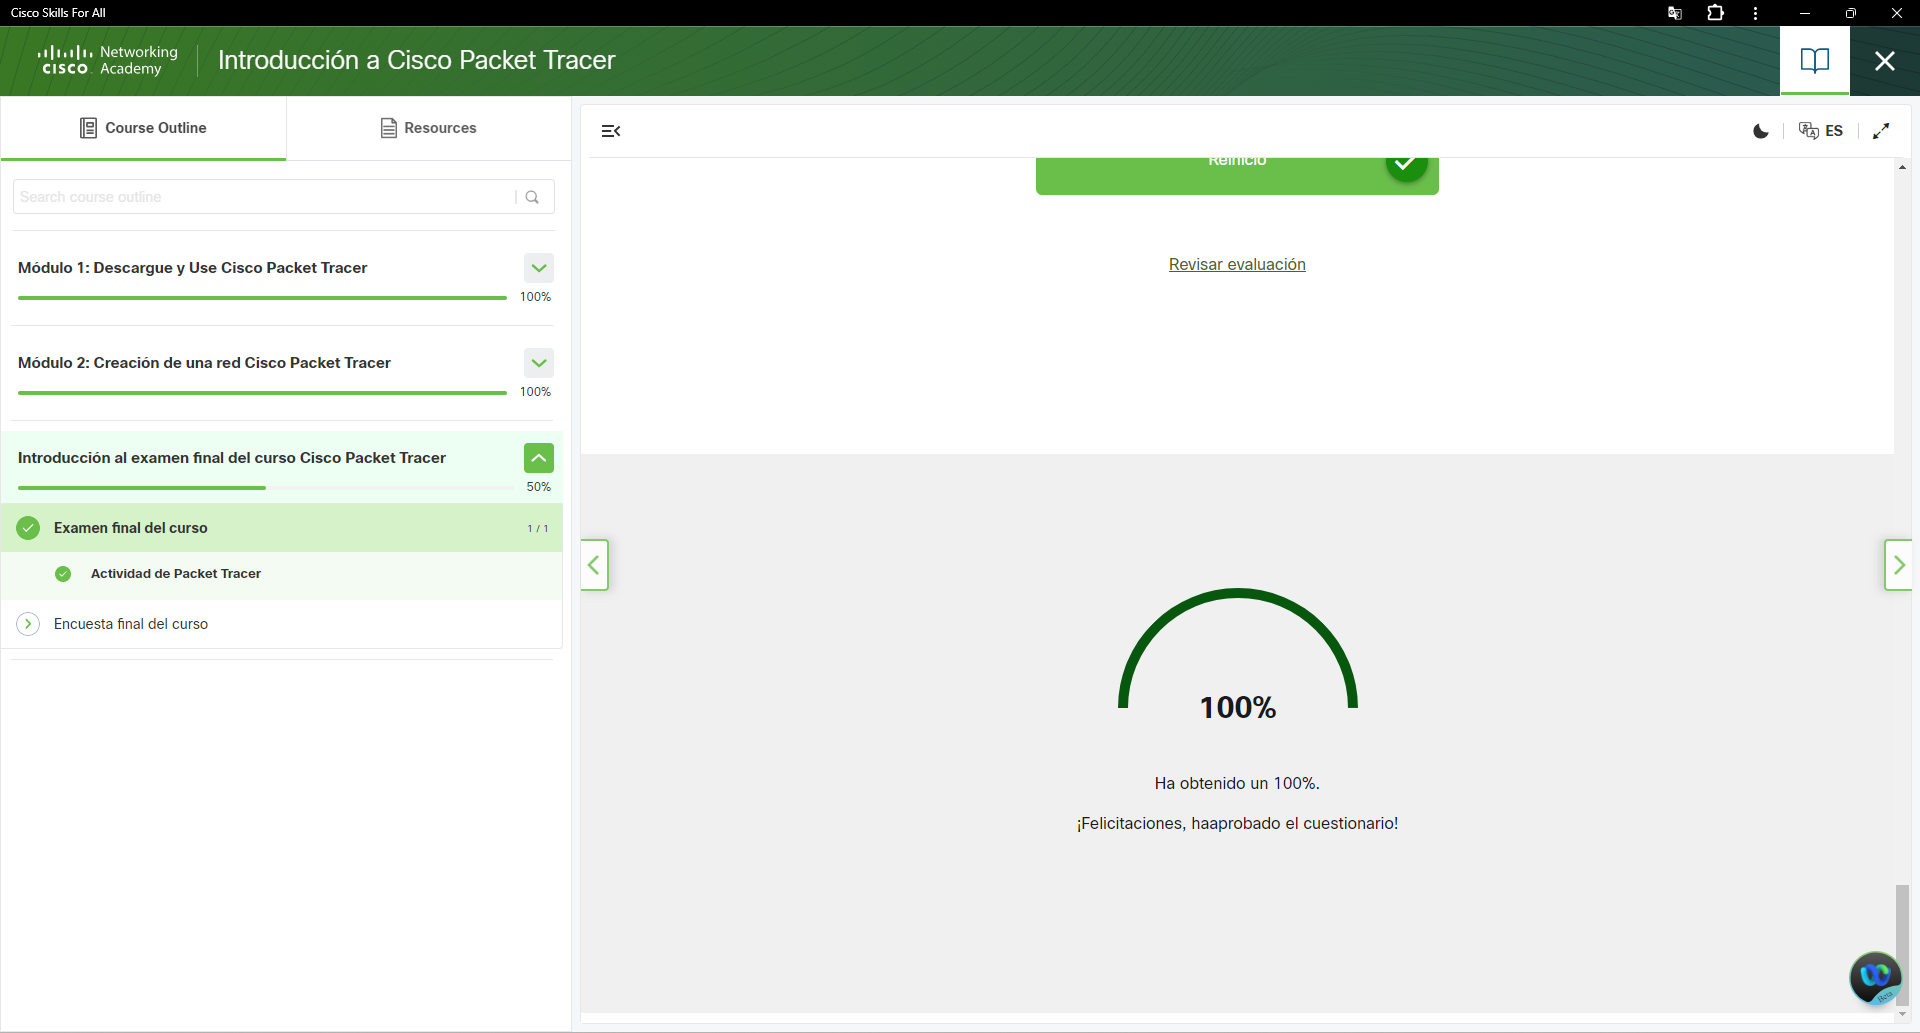 Cisco Skills For All
CISCO Networking Academy
Introducción a Cisco Packet Tracer
Course Outline
Resources
Search course outline
Módulo 1: Descargue y Use Cisco Packet Tracer
100%
Módulo 2: Creación de una red Cisco Packet Tracer
100%
Introducción al examen final del curso Cisco Packet Tracer
50%
Examen final del curso
1 / 1
Actividad de Packet Tracer
Encuesta final del curso
ES
Reinicio
Revisar evaluación
100%
Ha obtenido un 100%.
¡Felicitaciones, haaprobado el cuestionario!
Beta